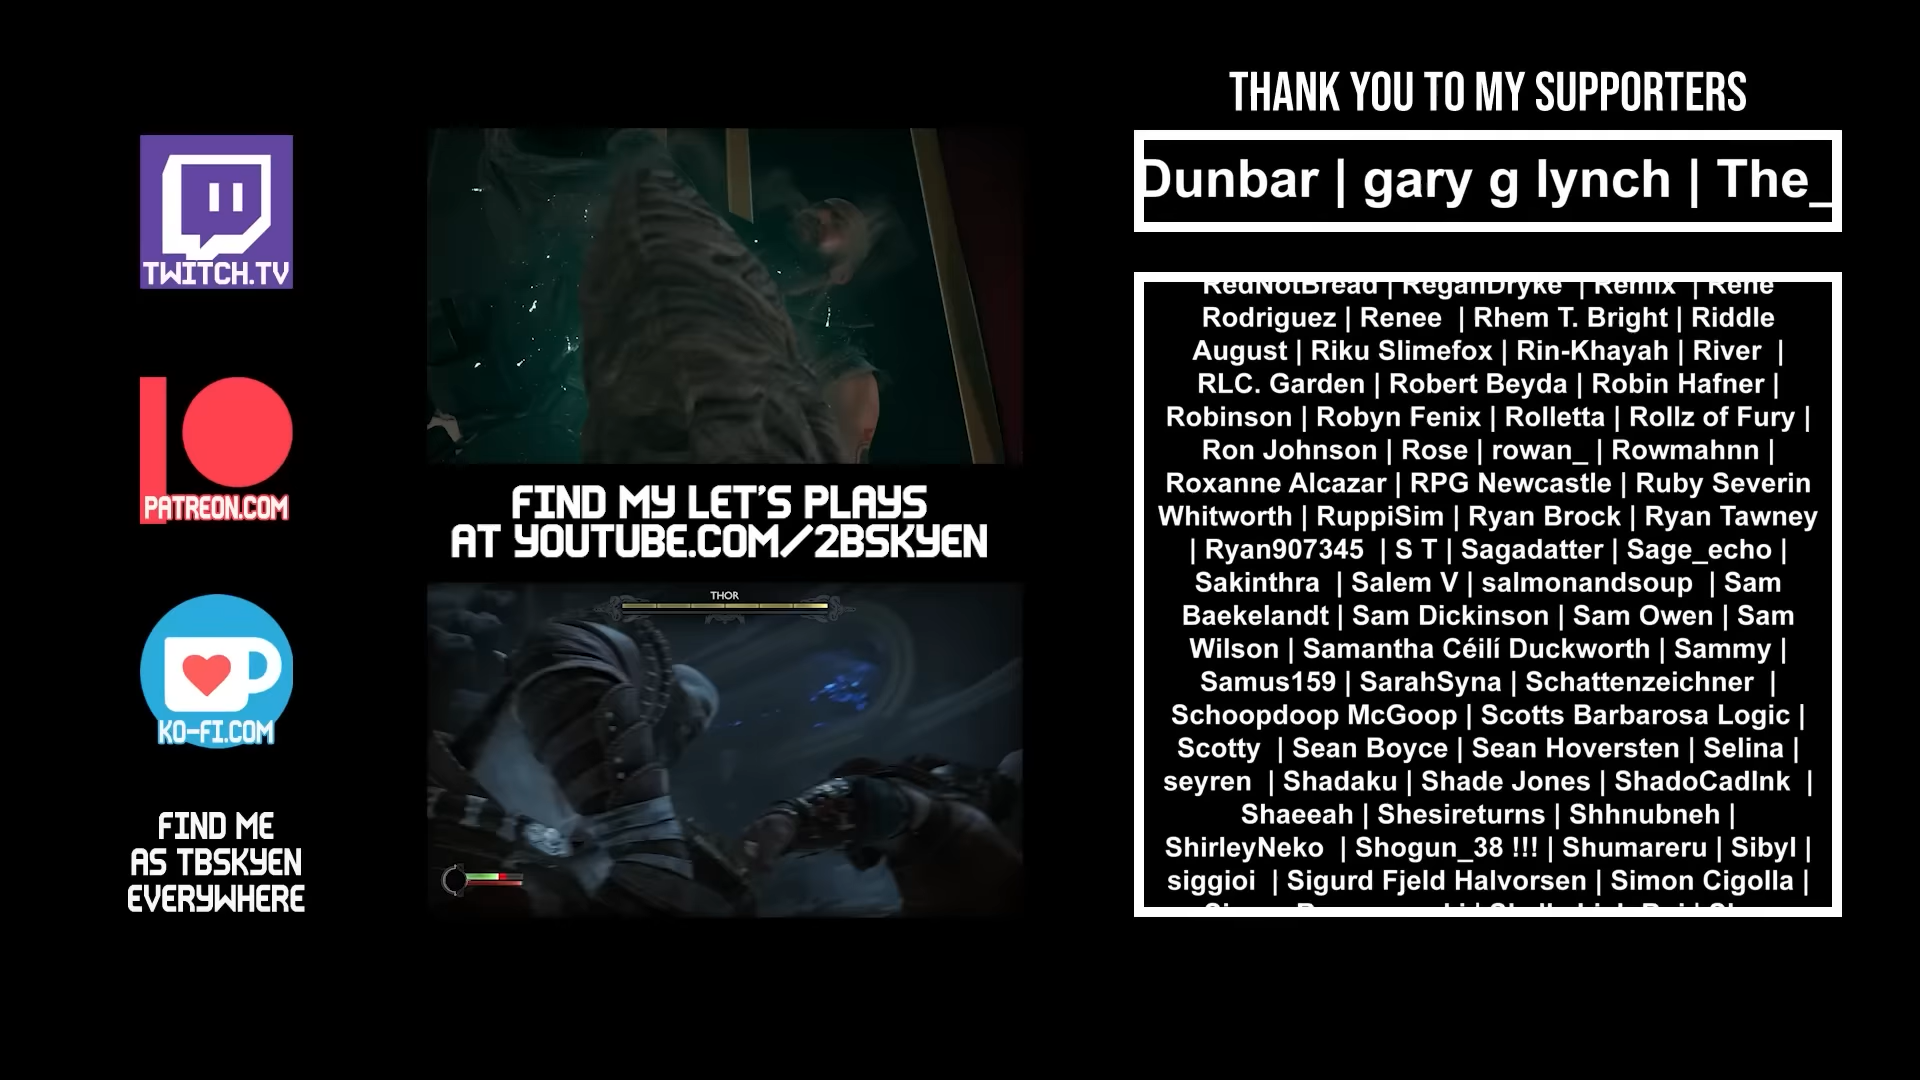 TWITCH.TV
PATREON.COM
KO-FI.COM
FIND ME
AS TBSKYEN
EVERYWHERE
FIND MY LET'S PLAYS
AT YOUTUBE.COM/2BSKYEN
THOR
THANK YOU TO MY SUPPORTERS
Dunbar | gary g lynch | The_
RedNotBread | ReganDryke | Remix | Rene
Rodriguez | Renee | Rhem T. Bright | Riddle
August | Riku Slimefox | Rin-Khayah | River |
RLC. Garden | Robert Beyda | Robin Hafner |
Robinson | Robyn Fenix | Rolletta | Rollz of Fury |
Ron Johnson | Rose | rowan_ | Rowmahnn |
Roxanne Alcazar | RPG Newcastle | Ruby Severin
Whitworth | RuppiSim | Ryan Brock | Ryan Tawney
| Ryan907345 | S T | Sagadatter | Sage_echo |
Sakinthra | Salem V | salmonandsoup | Sam
Baekelandt | Sam Dickinson | Sam Owen | Sam
Wilson | Samantha Céilí Duckworth | Sammy |
Samus159 | SarahSyna | Schattenzeichner |
Schoopdoop McGoop | Scotts Barbarosa Logic |
Scotty | Sean Boyce | Sean Hoversten | Selina |
seyren | Shadaku | Shade Jones | ShadoCadInk |
Shaeeah | Shesireturns | Shhnubneh |
ShirleyNeko | Shogun_38 !!! | Shumareru | Sibyl |
siggioi | Sigurd Fjeld Halvorsen | Simon Cigolla |